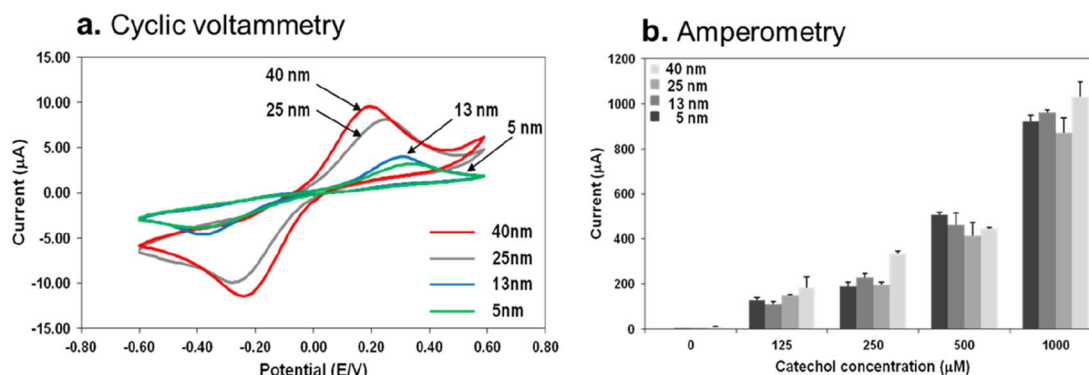 a. Cyclic voltammetry
15.00
10.00
5.00
0.00
-5.00
-10.00
-15.00
Current (µA)
-0.80
-0.60
-0.40
-0.20
0.00
0.20
0.40
0.60
0.80
Potential (E/V)
40 nm
25 nm
13 nm
5 nm
40nm
25nm
13nm
5nm
b. Amperometry
1200
1000
800
600
400
200
0
Current (µA)
40 nm
25 nm
13 nm
5 nm
0
125
250
500
1000
Catechol concentration (µM)